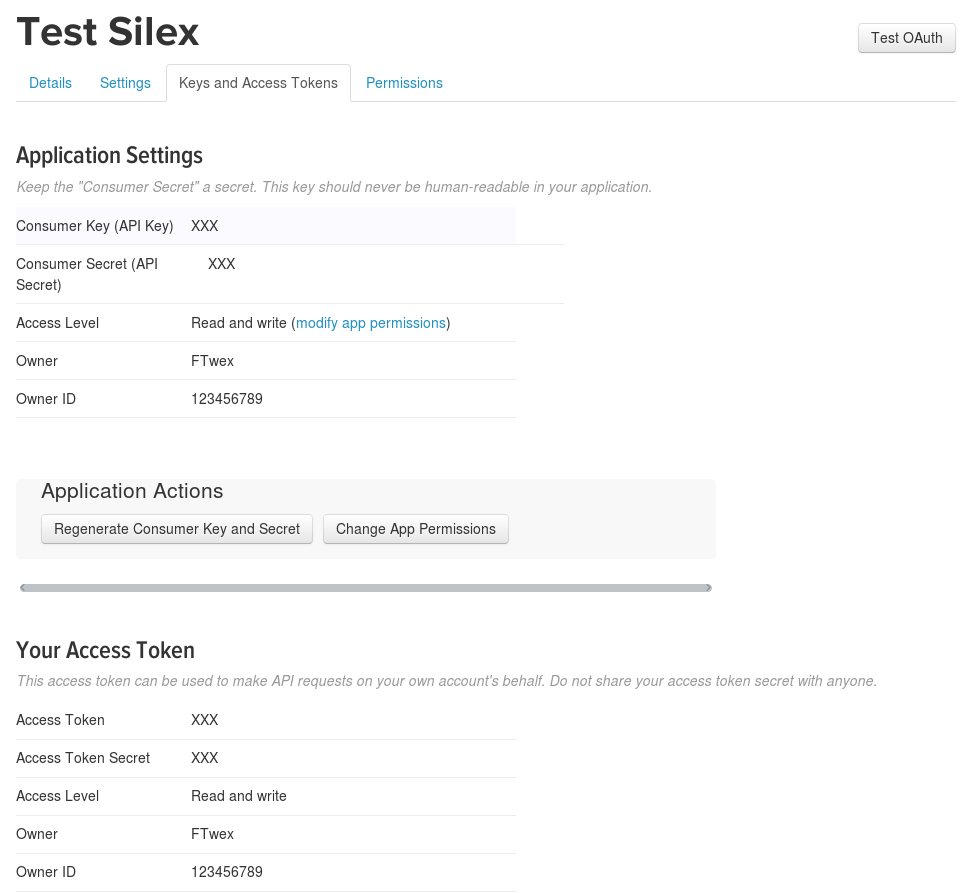 Test Silex
Test OAuth
Details Settings Keys and Access Tokens Permissions
Application Settings
Keep the "Consumer Secret" a secret. This key should never be human-readable in your application.
Consumer Key (API Key) XXX
Consumer Secret (API XXX
Secret)
Access Level Read and write (modify app permissions)
Owner FTwex
Owner ID 123456789
Application Actions
Regenerate Consumer Key and Secret Change App Permissions
Your Access Token
This access token can be used to make API requests on your own account's behalf. Do not share your access token secret with anyone.
Access Token XXX
Access Token Secret XXX
Access Level Read and write
Owner FTwex
Owner ID 123456789